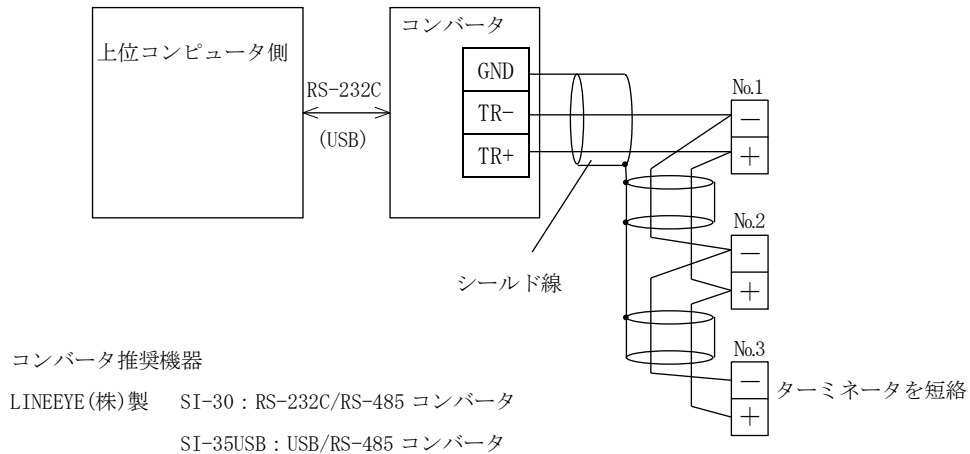 上位コンピュータ側
RS-232C
(USB)
コンバータ
GND
TR-
TR+
シールド線
No.1
−
+
No.2
−
+
No.3
−
+
ターミネータを短絡
コンバータ推奨機器
LINEEYE(株)製 SI-30:RS-232C/RS-485 コンバータ
SI-35USB:USB/RS-485 コンバータ